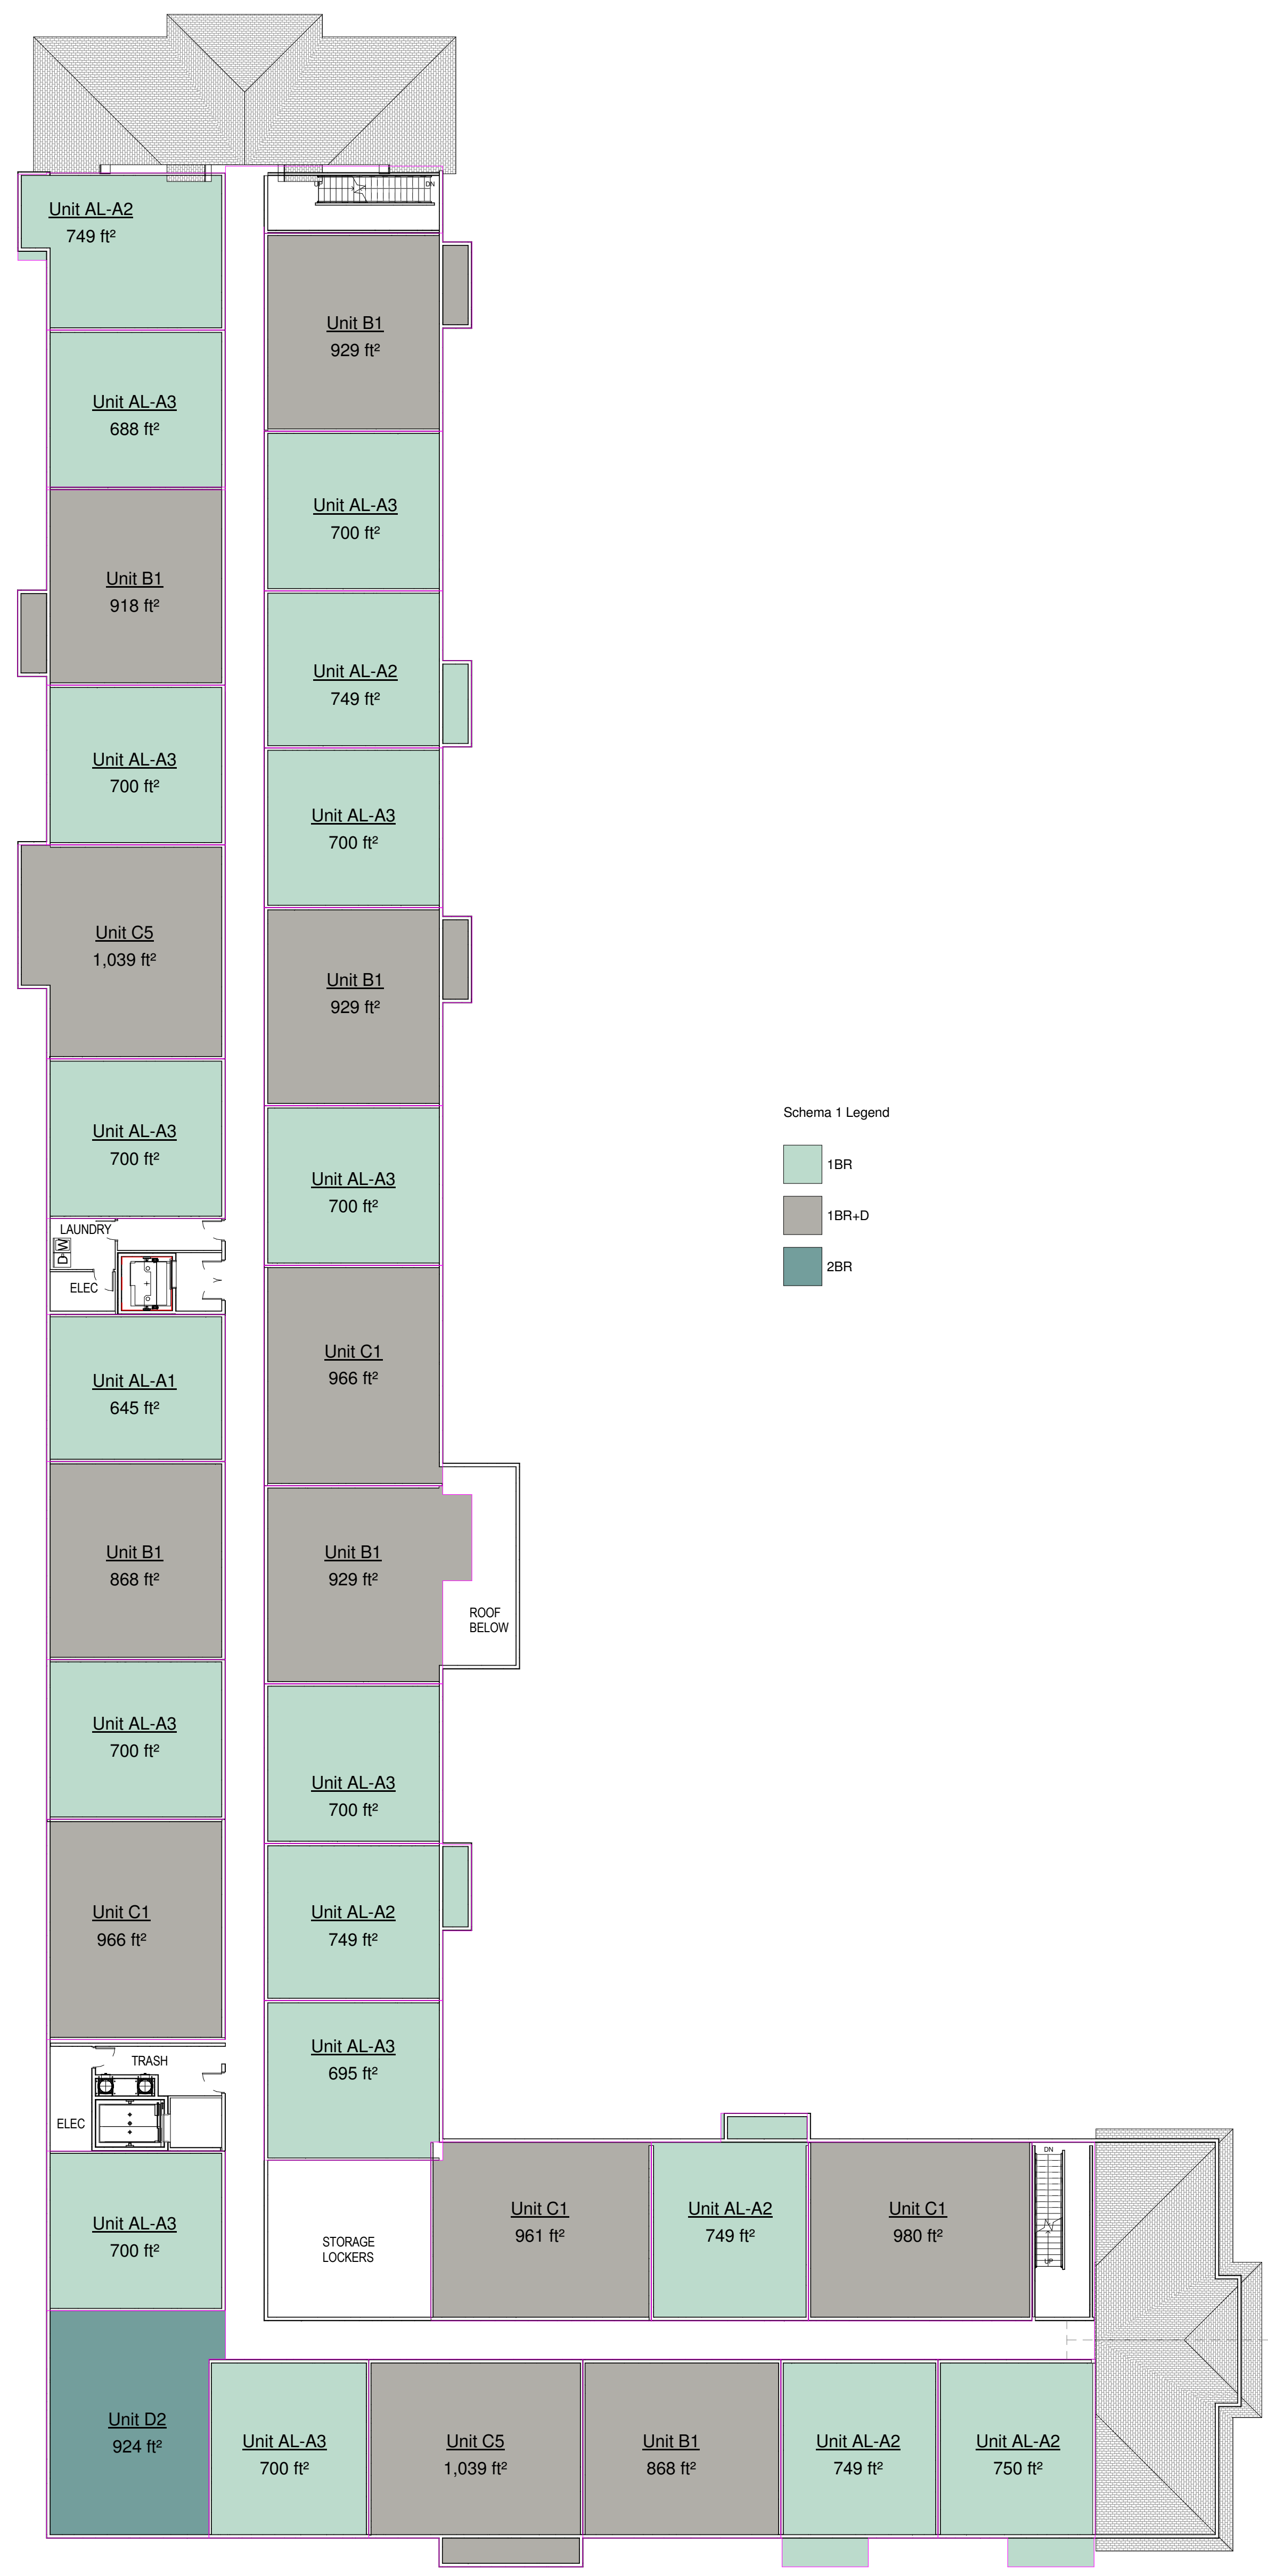 UP
DN
Unit AL-A2
749 ft²
Unit B1
929 ft²
Unit AL-A3
688 ft²
Unit AL-A3
700 ft²
Unit B1
918 ft²
Unit AL-A2
749 ft²
Unit AL-A3
700 ft²
Unit AL-A3
700 ft²
Unit C5
1,039 ft²
Unit B1
929 ft²
Schema 1 Legend
1BR
1BR+D
2BR
Unit AL-A3
700 ft²
Unit AL-A3
700 ft²
LAUNDRY
D
W
ELEC
Unit C1
966 ft²
Unit AL-A1
645 ft²
Unit B1
868 ft²
Unit B1
929 ft²
ROOF
BELOW
Unit AL-A3
700 ft²
Unit AL-A3
700 ft²
Unit C1
966 ft²
Unit AL-A2
749 ft²
Unit AL-A3
695 ft²
TRASH
ELEC
DN
UP
Unit C1
961 ft²
Unit AL-A2
749 ft²
Unit C1
980 ft²
Unit AL-A3
700 ft²
STORAGE
LOCKERS
Unit D2
924 ft²
Unit AL-A3
700 ft²
Unit C5
1,039 ft²
Unit B1
868 ft²
Unit AL-A2
749 ft²
Unit AL-A2
750 ft²